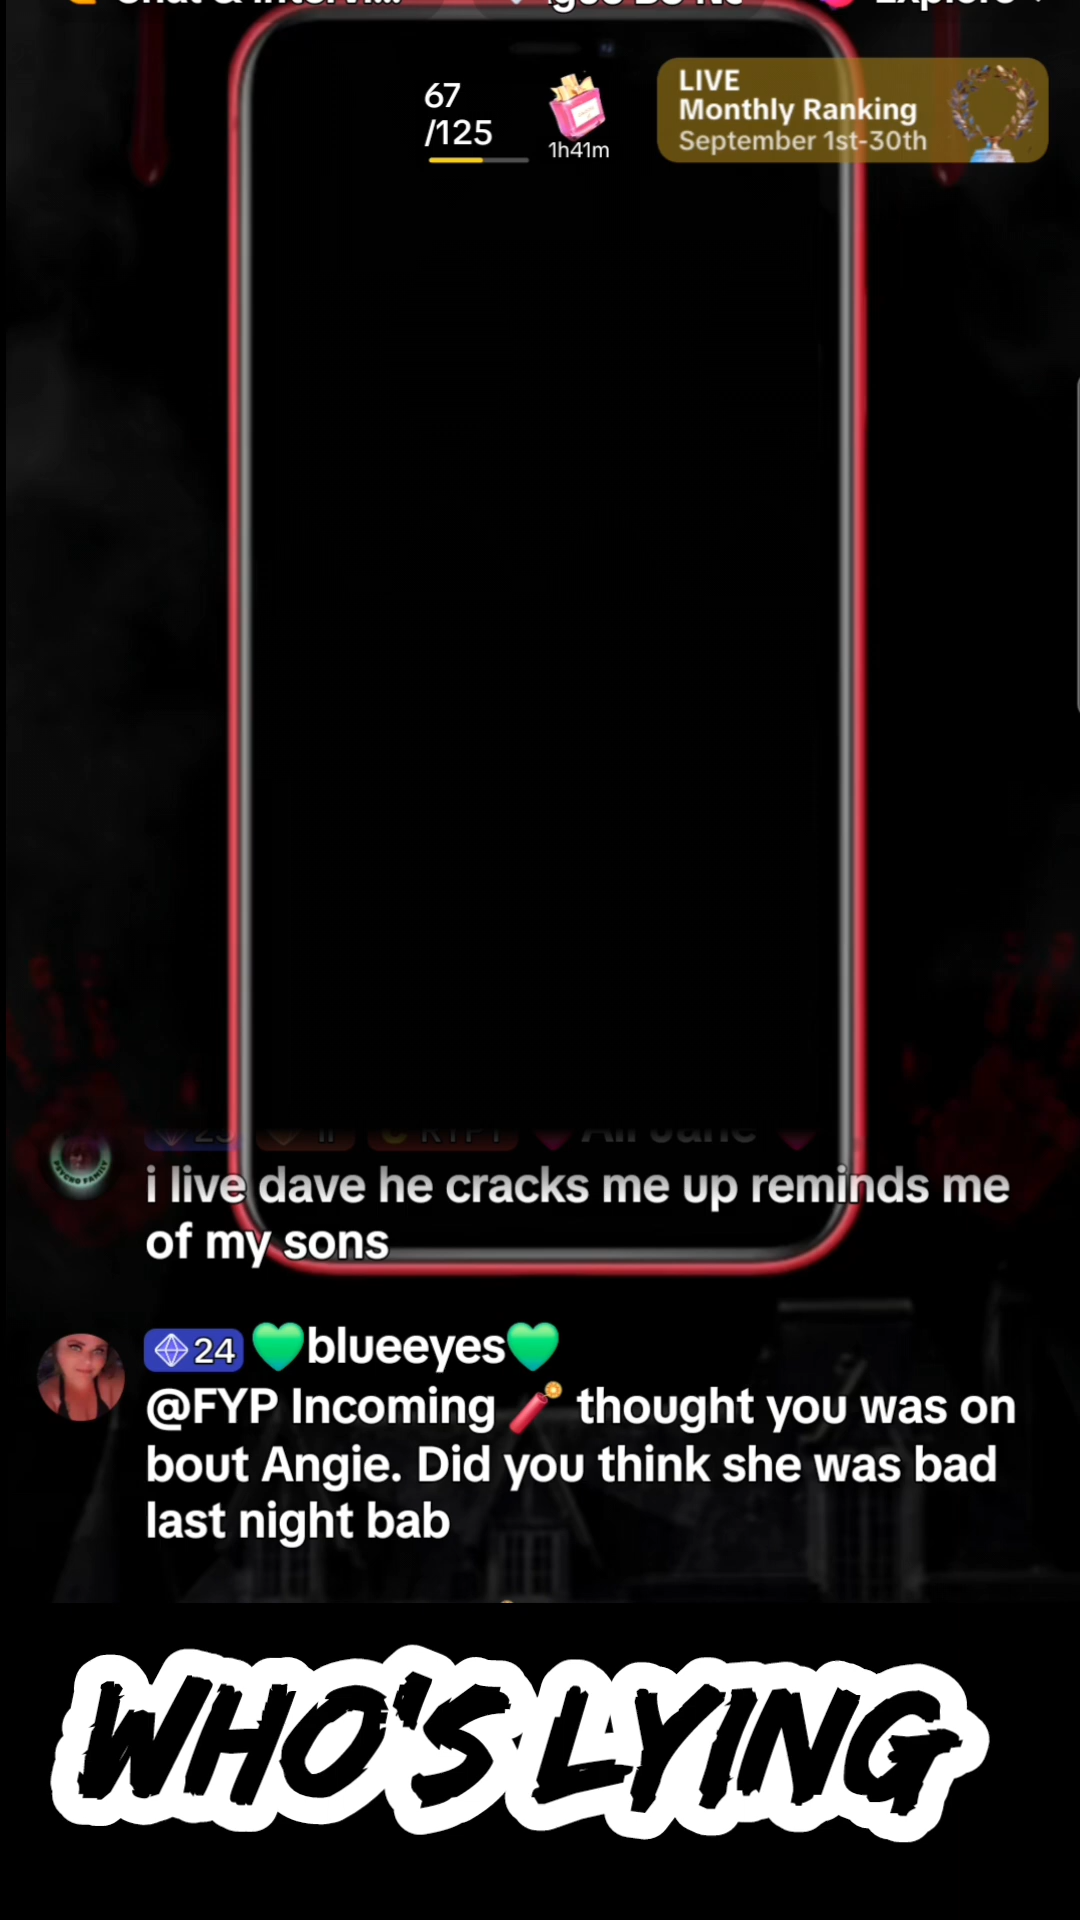 67
/125
1h41m
LIVE
Monthly Ranking
September 1st-30th
i live dave he cracks me up reminds me
of my sons
24 💚blueeyes💚
@FYP Incoming 🧨 thought you was on
bout Angie. Did you think she was bad
last night bab
WHO'S LYING